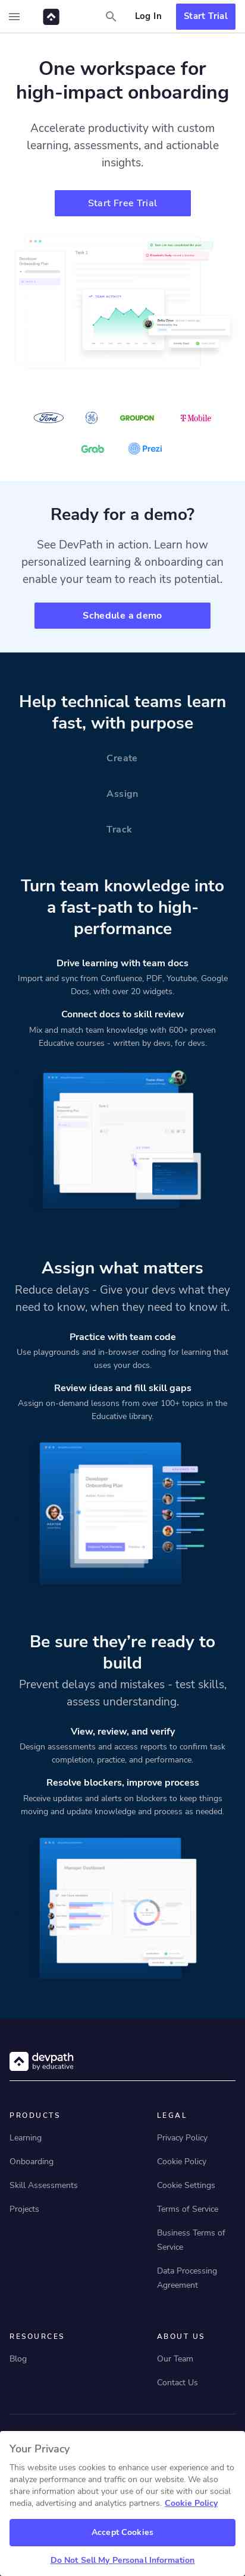 Log In
Start Trial
One workspace for
high-impact onboarding
Accelerate productivity with custom
learning, assessments, and actionable
insights.
Start Free Trial
Task 1
Developer
Onboarding Plan
TEAM ACTIVITY
Ford
GE
GROUPON
T Mobile
Grab
Prezi
Ready for a demo?
See DevPath in action. Learn how
personalized learning & onboarding can
enable your team to reach its potential.
Schedule a demo
Help technical teams learn
fast, with purpose
Create
Assign
Track
Turn team knowledge into
a fast-path to high-
performance
Drive learning with team docs
Import and sync from Confluence, PDF, Youtube, Google
Docs, with over 20 widgets.
Connect docs to skill review
Mix and match team knowledge with 600+ proven
Educative courses - written by devs, for devs.
Task 2
Assign what matters
Reduce delays - Give your devs what they
need to know, when they need to know it.
Practice with team code
Use playgrounds and in-browser coding for learning that
uses your docs.
Review ideas and fill skill gaps
Assign on-demand lessons from over 100+ topics in the
Educative library.
Developer
Onboarding Plan
Be sure they’re ready to
build
Prevent delays and mistakes - test skills,
assess understanding.
View, review, and verify
Design assessments and access reports to confirm task
completion, practice, and performance.
Resolve blockers, improve process
Receive updates and alerts on blockers to keep things
moving and update knowledge and process as needed.
Manager Dashboard
devpath
by educative
PRODUCTS
Learning
Onboarding
Skill Assessments
Projects
LEGAL
Privacy Policy
Cookie Policy
Cookie Settings
Terms of Service
Business Terms of
Service
Data Processing
Agreement
RESOURCES
Blog
ABOUT US
Our Team
Contact Us
Your Privacy
This website uses cookies to enhance user experience and to
analyze performance and traffic on our website. We also
share information about your use of our site with our social
media, advertising and analytics partners. Cookie Policy
Accept Cookies
Do Not Sell My Personal Information